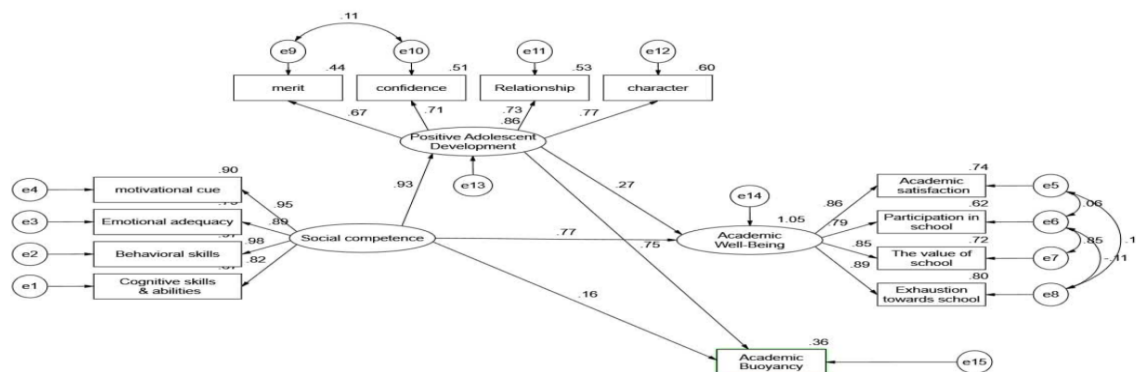 .11
e9
e10
e11
e12
.44
.51
.53
.60
merit
confidence
Relationship
character
.67
.71
.73
.77
.86
Positive Adolescent
Development
e13
.93
.90
e4
motivational cue
.95
e3
Emotional adequacy
.89
e2
Behavioral skills
.98
.82
e1
Cognitive skills
& abilities
Social competence
.27
.77
.75
.16
e14
1.05
Academic
Well-Being
.86
.79
.85
.89
.74
Academic
satisfaction
e5
.06
.62
Participation in
school
e6
.72
The value of
school
e7
.85
.1
-.11
.80
Exhaustion
towards school
e8
.36
Academic
Buoyancy
e15